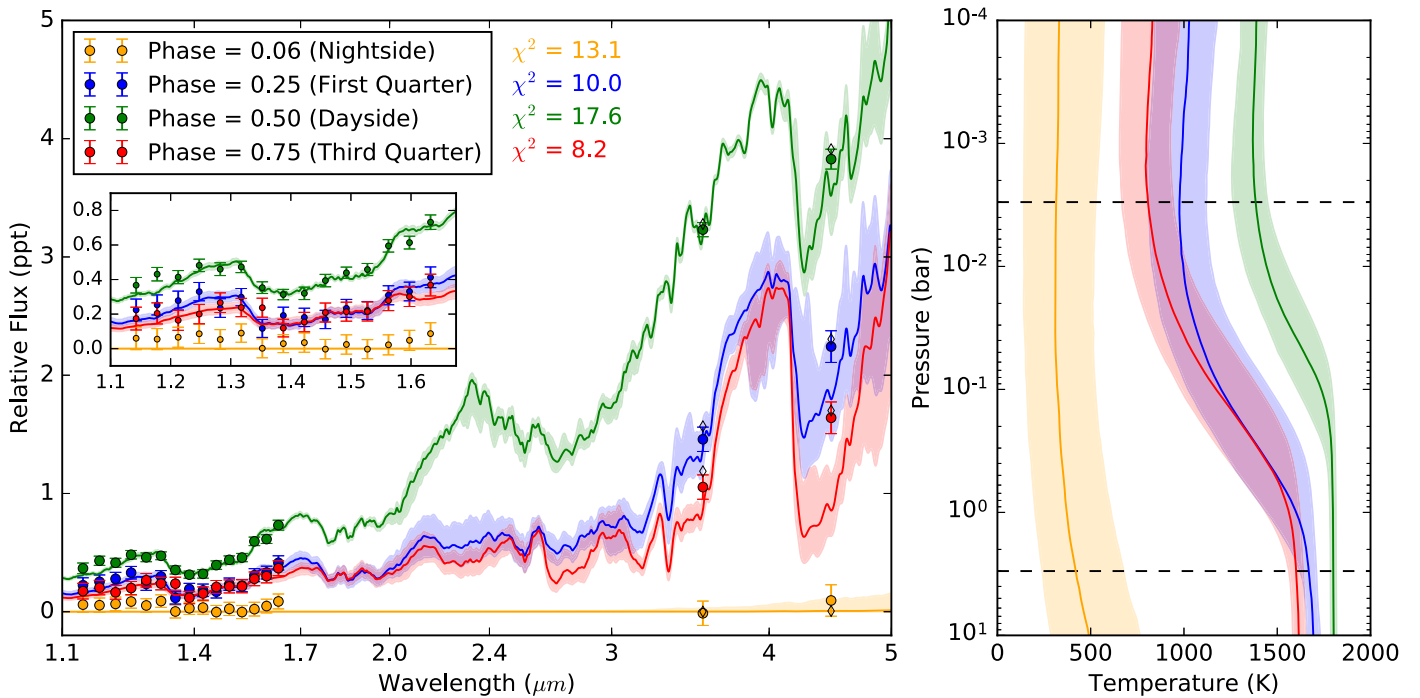 Phase = 0.06 (Nightside) χ² = 13.1
Phase = 0.25 (First Quarter) χ² = 10.0
Phase = 0.50 (Dayside) χ² = 17.6
Phase = 0.75 (Third Quarter) χ² = 8.2
Relative Flux (ppt)
5
4
3
2
1
0
0.8
0.6
0.4
0.2
0.0
1.1 1.2 1.3 1.4 1.5 1.6
1.1 1.4 1.7 2.0 2.4 3 4 5
Wavelength (μm)
Pressure (bar)
10⁻⁴
10⁻³
10⁻²
10⁻¹
10⁰
10¹
0 500 1000 1500 2000
Temperature (K)